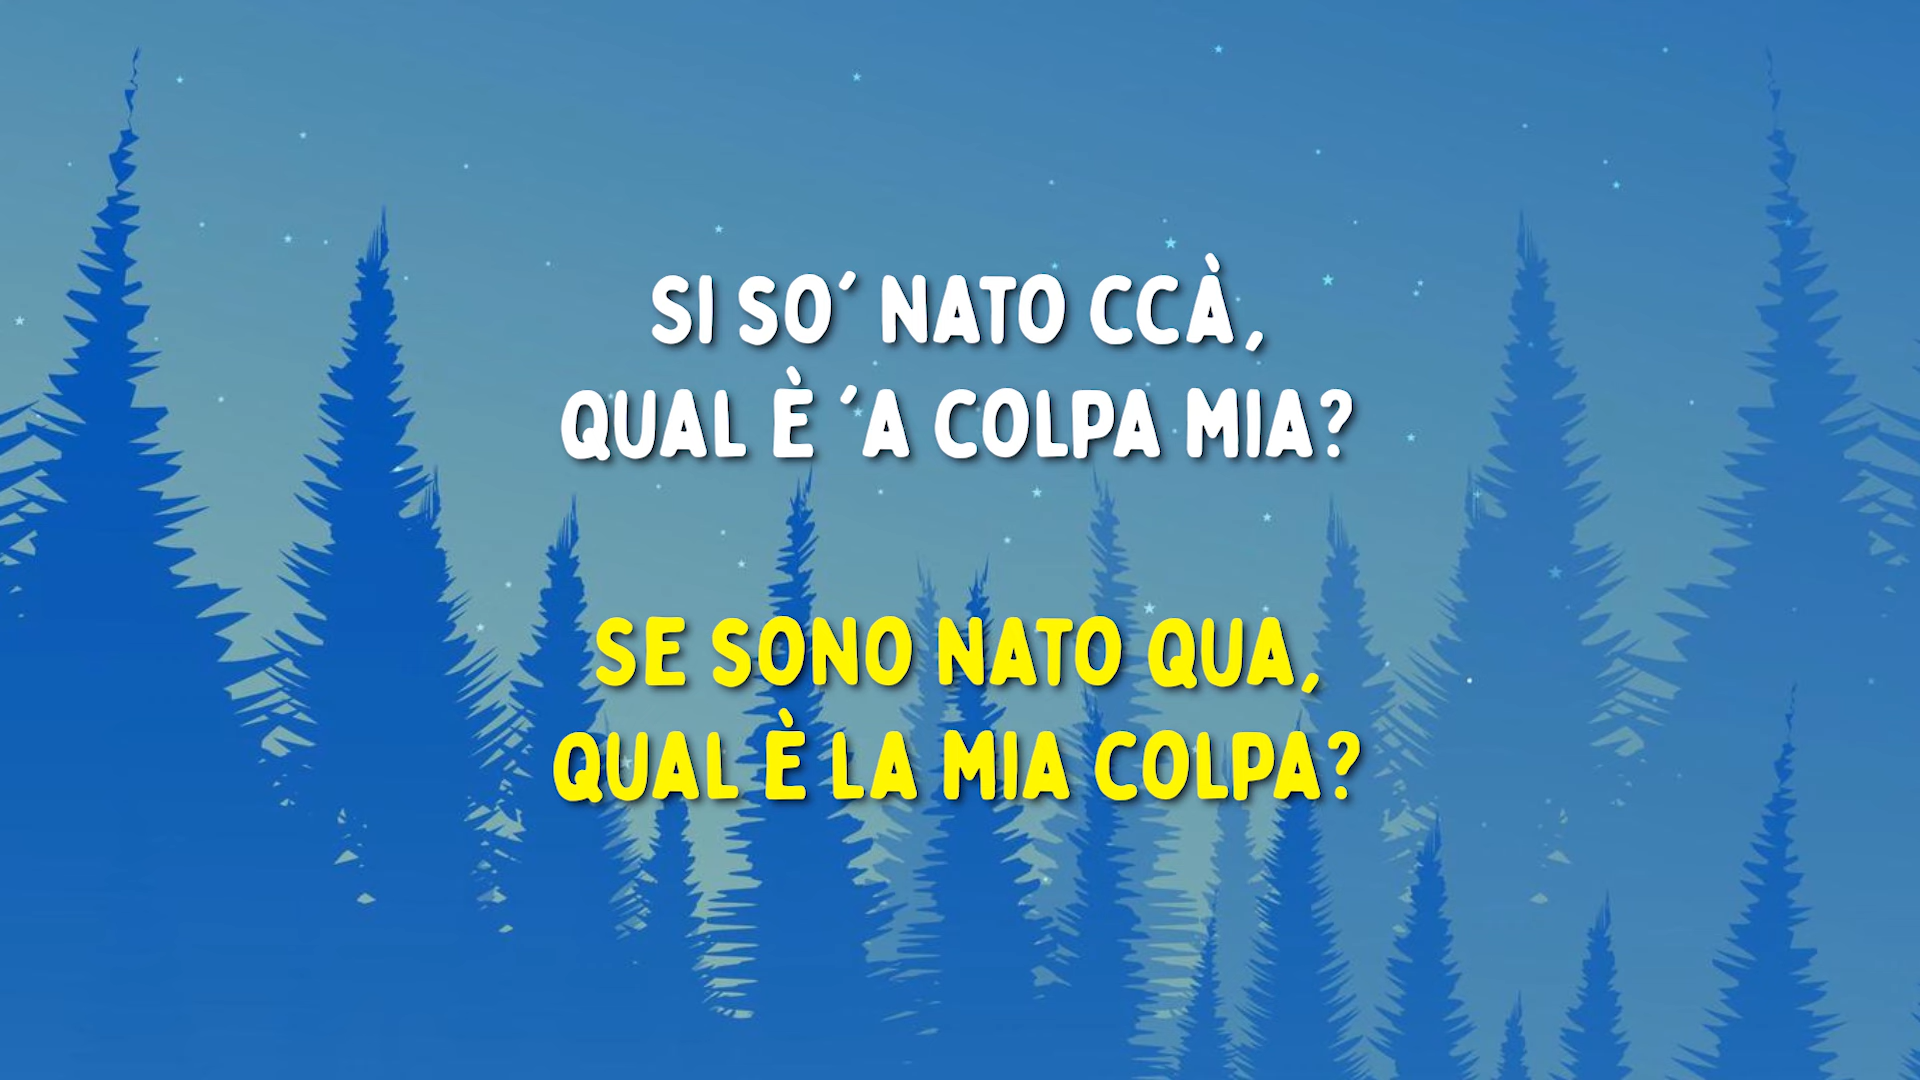 SI SO' NATO CCÀ,
QUAL È 'A COLPA MIA?
SE SONO NATO QUA,
QUAL È LA MIA COLPA?